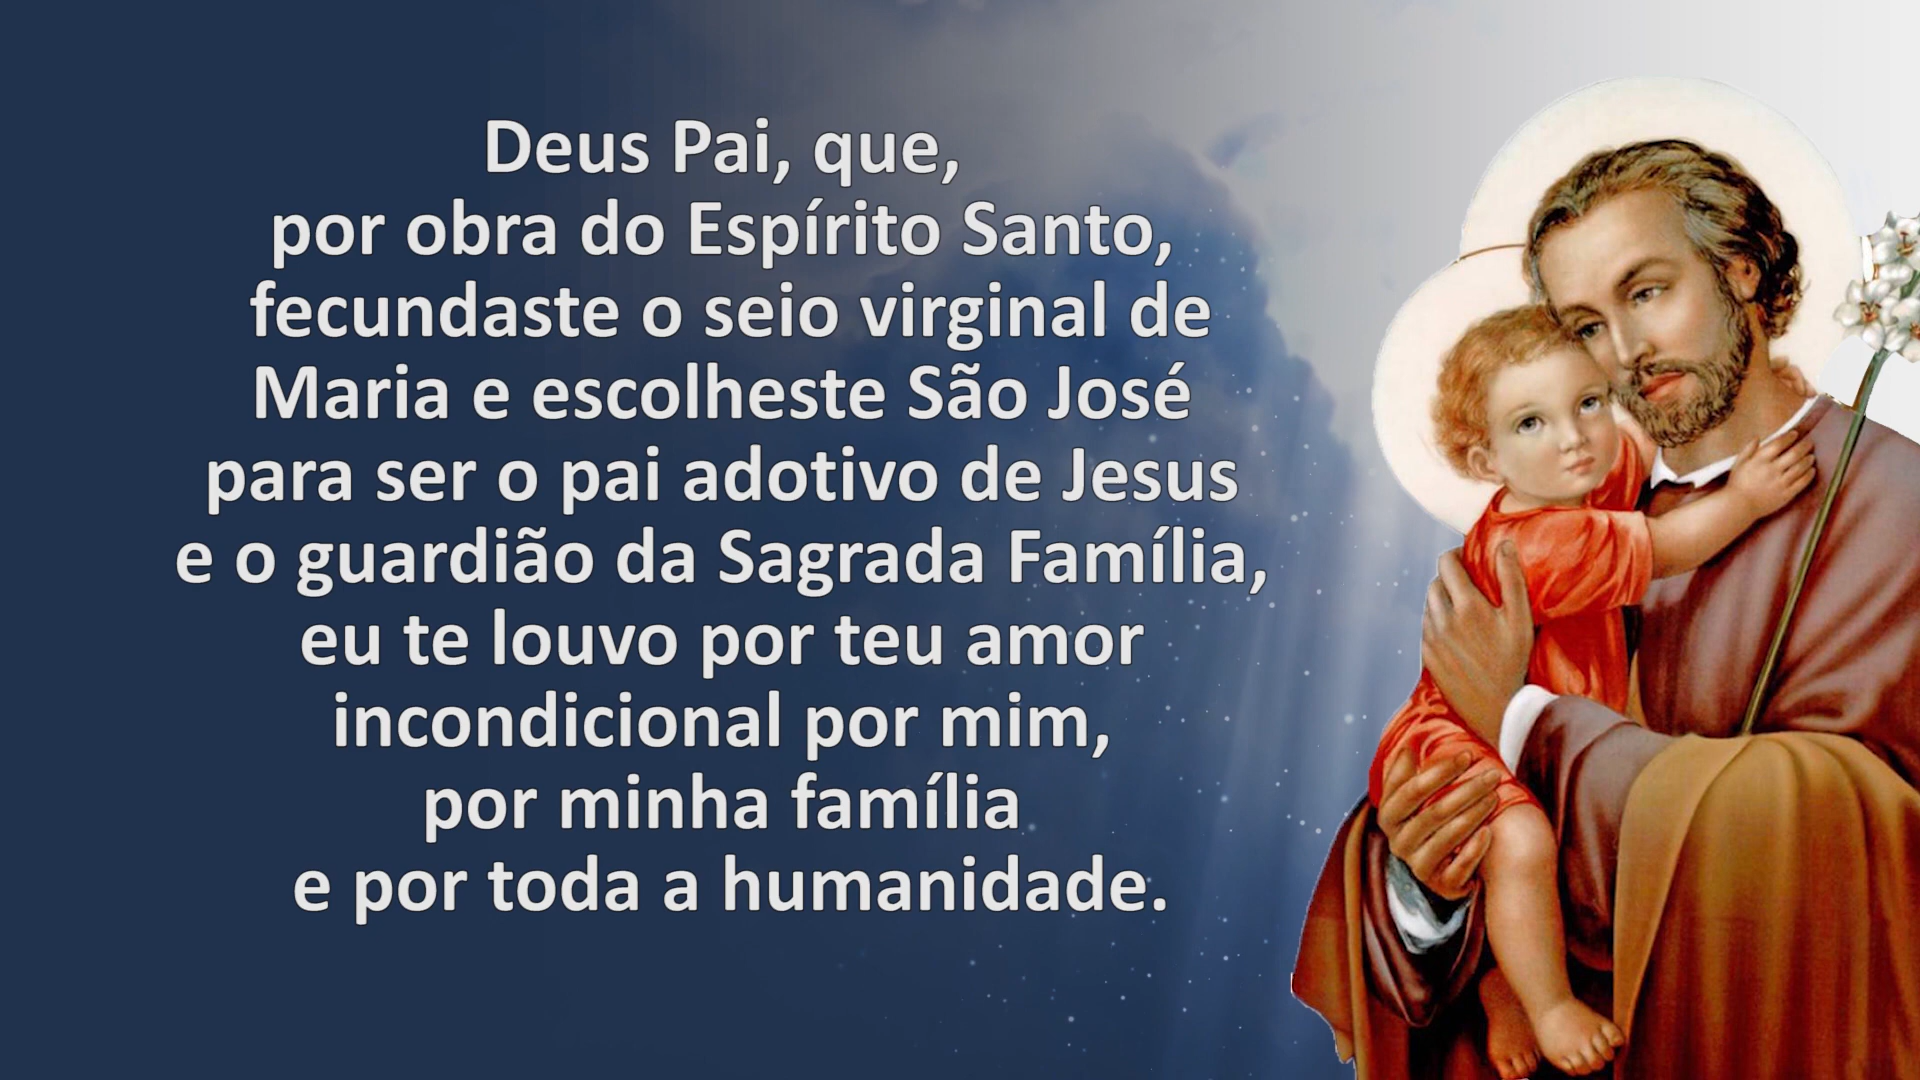 Deus Pai, que,
por obra do Espírito Santo,
fecundaste o seio virginal de
Maria e escolheste São José
para ser o pai adotivo de Jesus
e o guardião da Sagrada Família,
eu te louvo por teu amor
incondicional por mim,
por minha família
e por toda a humanidade.